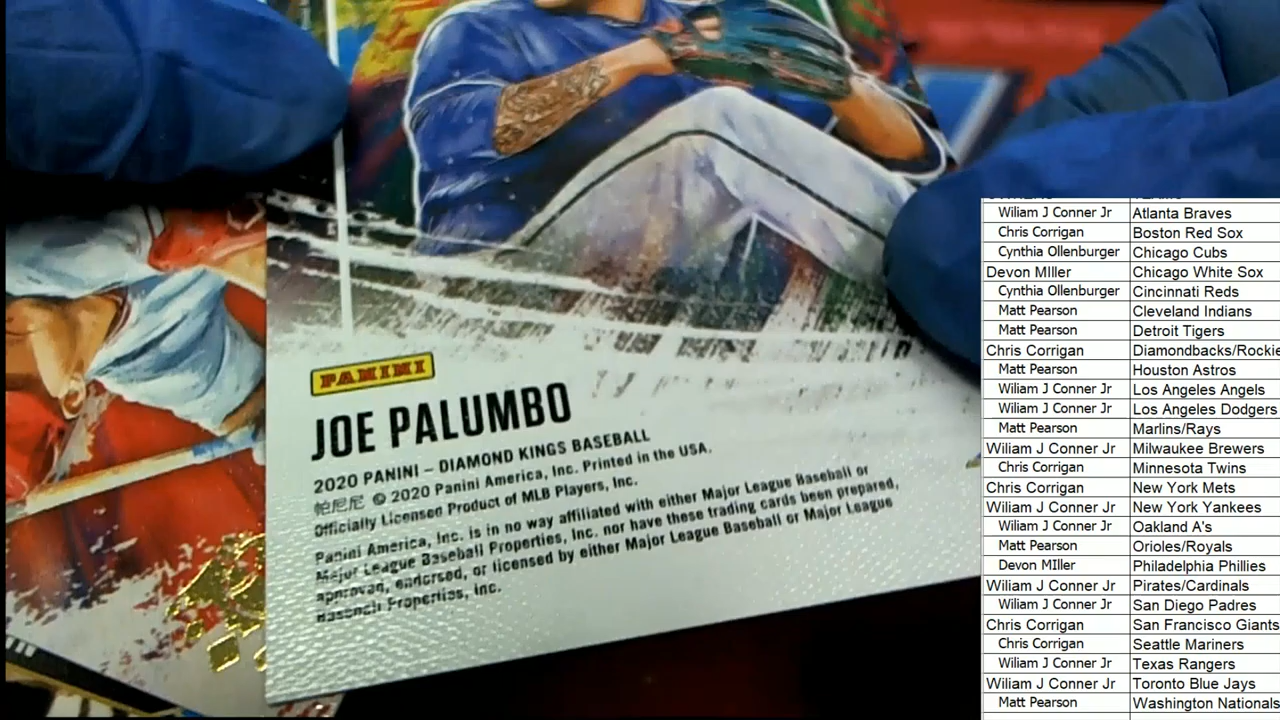 PANINI
JOE PALUMBO
2020 PANINI – DIAMOND KINGS BASEBALL
帕尼尼 © 2020 Panini America, Inc. Printed in the USA.
Officially Licensed Product of MLB Players, Inc.
Panini America, Inc. is in no way affiliated with either Major League Baseball or
Major League Baseball Properties, Inc. nor have these trading cards been prepared,
approved, endorsed, or licensed by either Major League Baseball or Major League
Baseball Properties, Inc.
Wiliam J Conner Jr Atlanta Braves
Chris Corrigan Boston Red Sox
Cynthia Ollenburger Chicago Cubs
Devon MIller Chicago White Sox
Cynthia Ollenburger Cincinnati Reds
Matt Pearson Cleveland Indians
Matt Pearson Detroit Tigers
Chris Corrigan Diamondbacks/Rockie
Matt Pearson Houston Astros
Wiliam J Conner Jr Los Angeles Angels
Wiliam J Conner Jr Los Angeles Dodgers
Matt Pearson Marlins/Rays
Wiliam J Conner Jr Milwaukee Brewers
Chris Corrigan Minnesota Twins
Chris Corrigan New York Mets
Wiliam J Conner Jr New York Yankees
Wiliam J Conner Jr Oakland A's
Matt Pearson Orioles/Royals
Devon MIller Philadelphia Phillies
Wiliam J Conner Jr Pirates/Cardinals
Wiliam J Conner Jr San Diego Padres
Chris Corrigan San Francisco Giants
Chris Corrigan Seattle Mariners
Wiliam J Conner Jr Texas Rangers
Wiliam J Conner Jr Toronto Blue Jays
Matt Pearson Washington Nationals